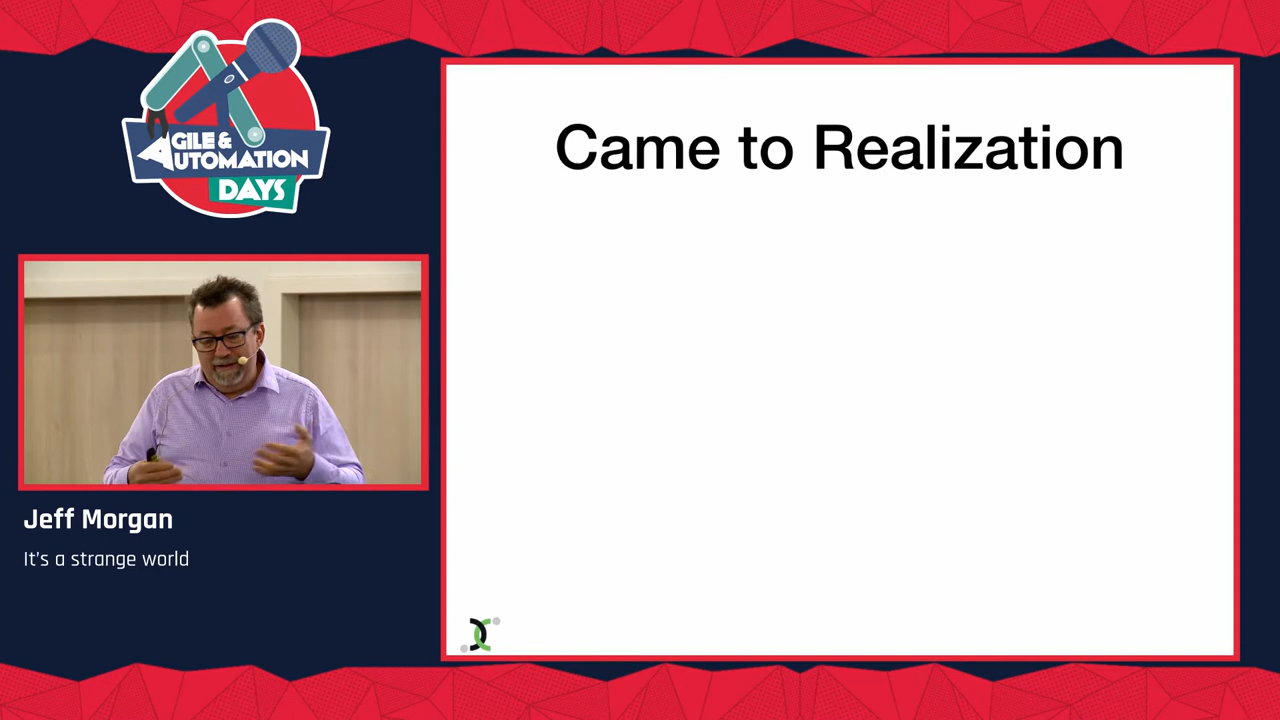 AGILE &
AUTOMATION
DAYS
Came to Realization
Jeff Morgan
It's a strange world